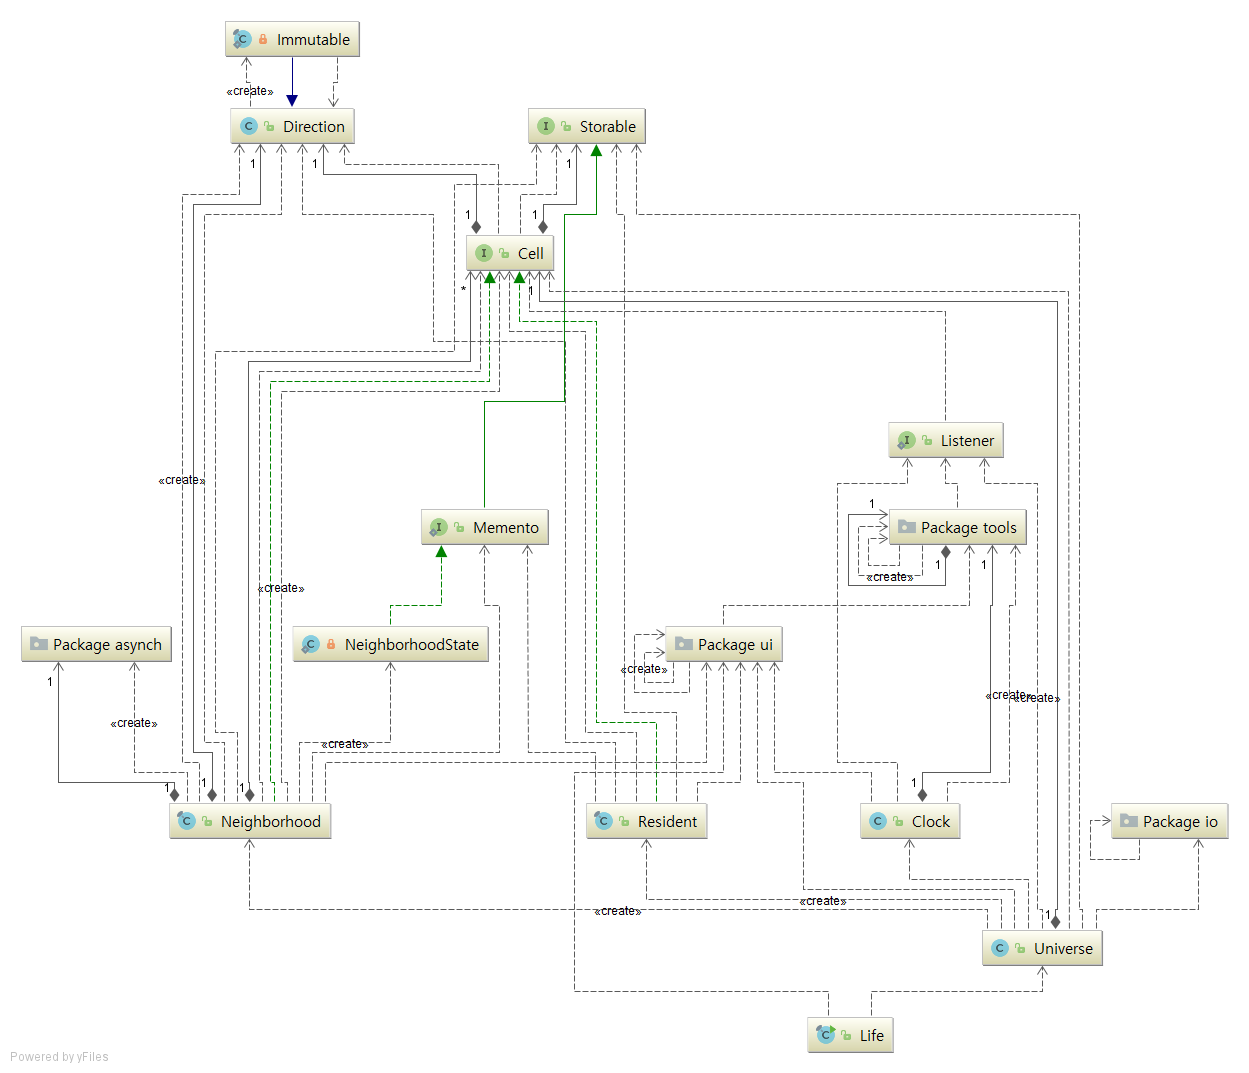 Immutable
«create»
Direction
Storable
1
1
1
1
1
Cell
*
1
Listener
1
Package tools
«create»
1
1
«create»
Memento
«create»
Package asynch
NeighborhoodState
Package ui
«create»
1
«create»
«create»
«create»
«create»
1
1
1
1
Neighborhood
Resident
Clock
Package io
«create»
«create»
1
Universe
Life
Powered by yFiles